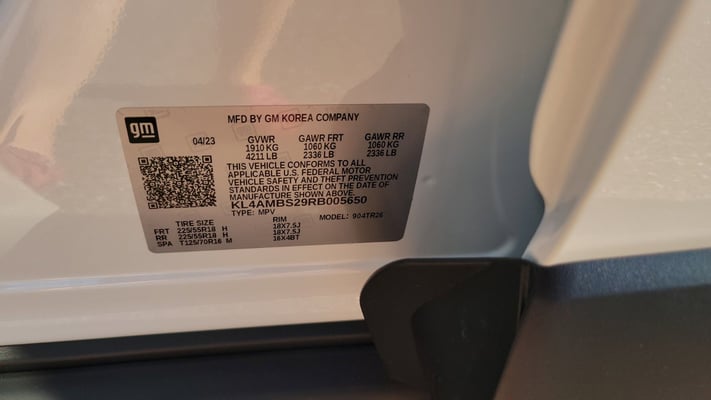 gm
MFD BY GM KOREA COMPANY
04/23 GVWR GAWR FRT GAWR RR
1910 KG 1060 KG 1060 KG
4211 LB 2336 LB 2336 LB
THIS VEHICLE CONFORMS TO ALL
APPLICABLE U.S. FEDERAL MOTOR
VEHICLE SAFETY AND THEFT PREVENTION
STANDARDS IN EFFECT ON THE DATE OF
MANUFACTURE SHOWN ABOVE.
KL4AMBS29RB005650
TYPE: MPV MODEL: 904TR26
TIRE SIZE RIM
FRT 225/55R18 H 18X7.5J
RR 225/55R18 H 18X7.5J
SPA T125/70R16 M 16X4BT